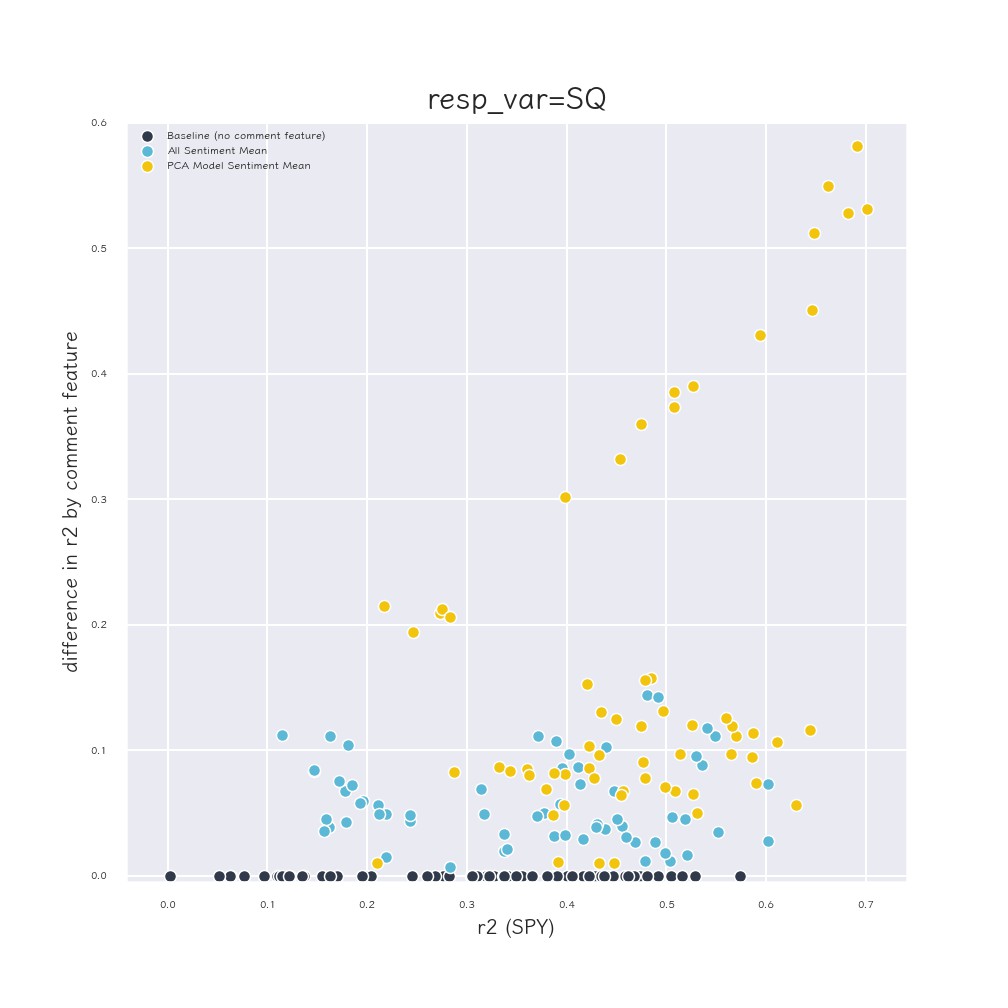 resp_var=SQ
0.6
Baseline (no comment feature)
All Sentiment Mean
PCA Model Sentiment Mean
0.5
0.4
0.3
0.2
0.1
0.0
difference in r2 by comment feature
0.0 0.1 0.2 0.3 0.4 0.5 0.6 0.7
r2 (SPY)